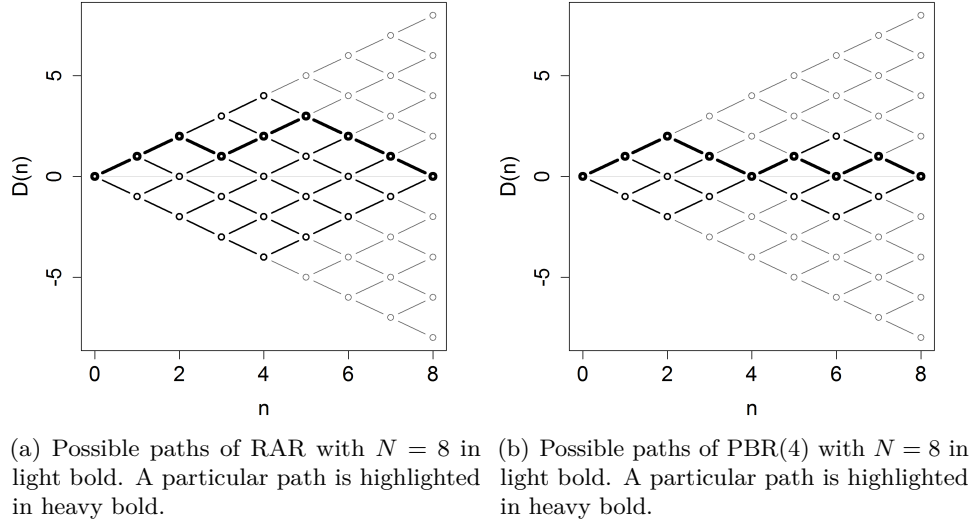 5
0
-5
D(n)
0 2 4 6 8
n
5
0
-5
D(n)
0 2 4 6 8
n
(a) Possible paths of RAR with N = 8 in
light bold. A particular path is highlighted
in heavy bold.
(b) Possible paths of PBR(4) with N = 8 in
light bold. A particular path is highlighted
in heavy bold.